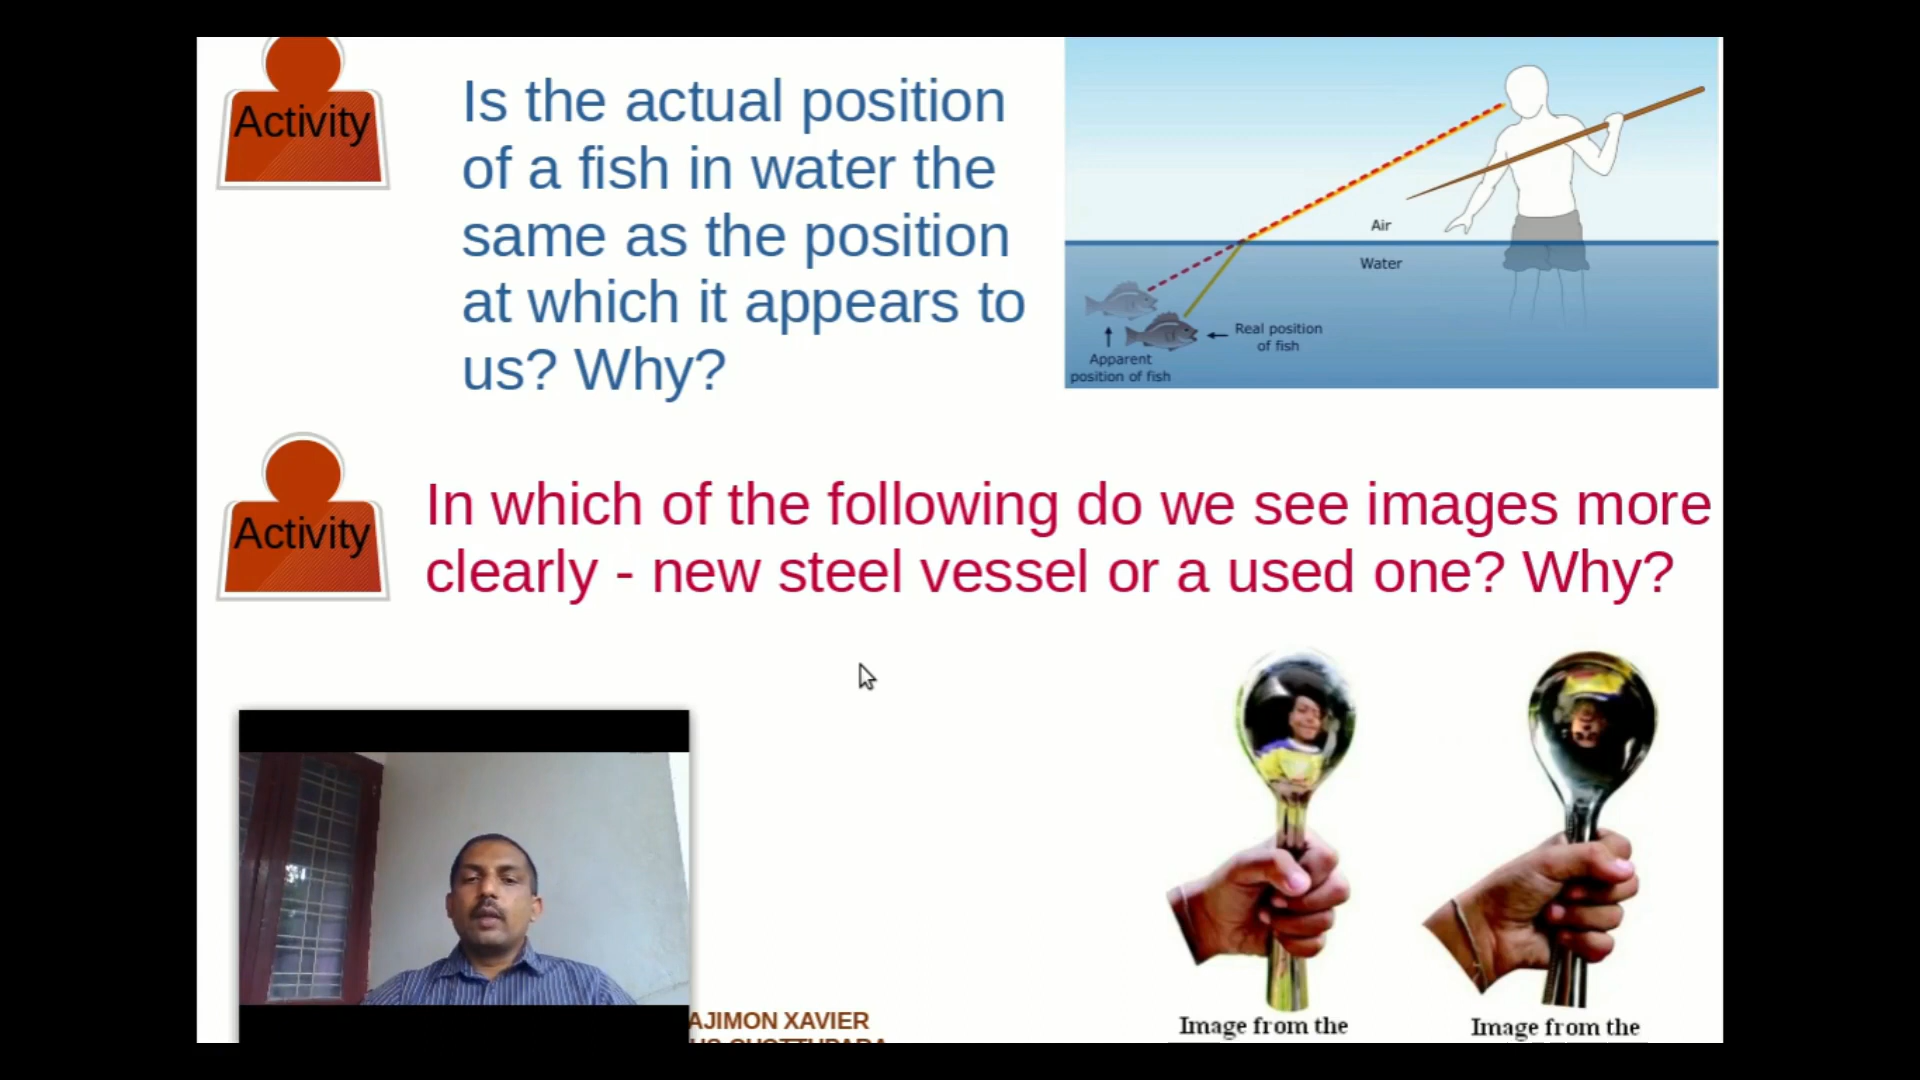 Activity
Is the actual position
of a fish in water the
same as the position
at which it appears to
us? Why?
Air
Water
Real position
of fish
Apparent
position of fish
Activity
In which of the following do we see images more
clearly - new steel vessel or a used one? Why?
AJIMON XAVIER
Image from the
Image from the